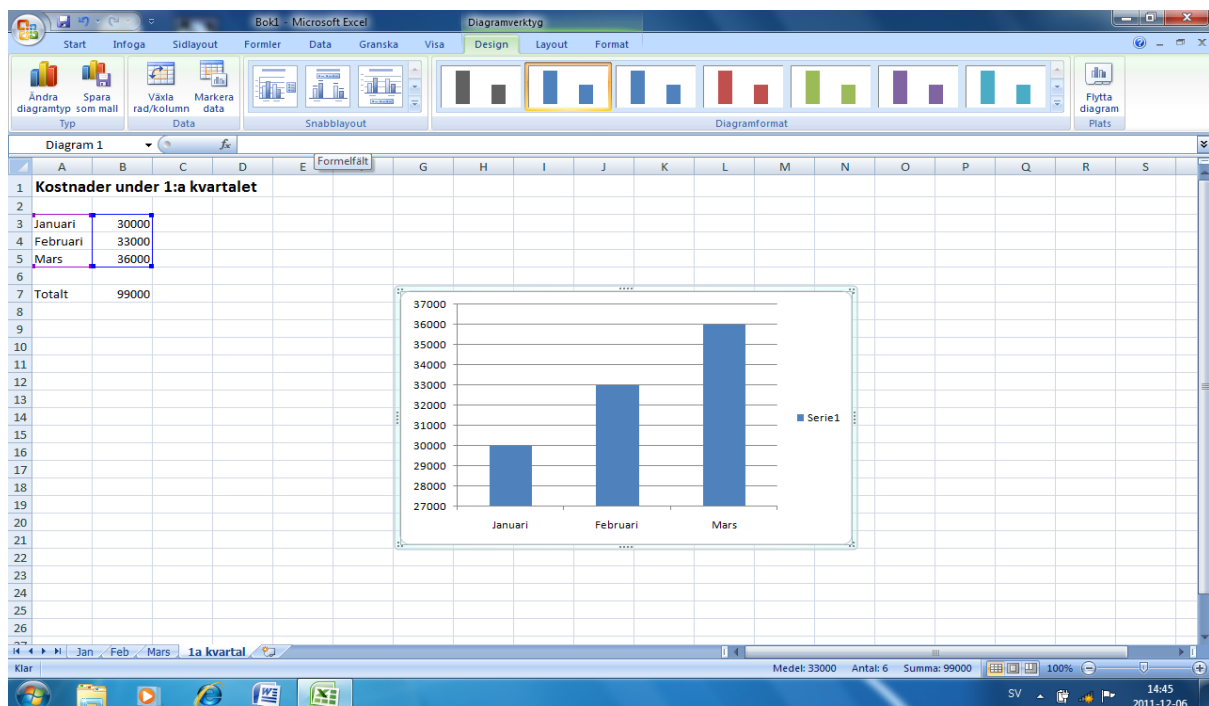 Bok1 - Microsoft Excel Diagramverktyg
Start Infoga Sidlayout Formler Data Granska Visa Design Layout Format
Ändra diagramtyp
Spara som mall
Växla rad/kolumn
Markera data
Flytta diagram
Typ Data Snabblayout Diagramformat Plats
Diagram 1 fx
Formelfält
A B C D E G H I J K L M N O P Q R S
1 Kostnader under 1:a kvartalet
2
3 Januari 30000
4 Februari 33000
5 Mars 36000
6
7 Totalt 99000
8
9
10
11
12
13
14
15
16
17
18
19
20
21
22
23
24
25
26
37000
36000
35000
34000
33000
32000
31000
30000
29000
28000
27000
Januari Februari Mars
Serie1
Jan Feb Mars 1a kvartal
Klar Medel: 33000 Antal: 6 Summa: 99000 100%
SV 14:45
2011-12-06